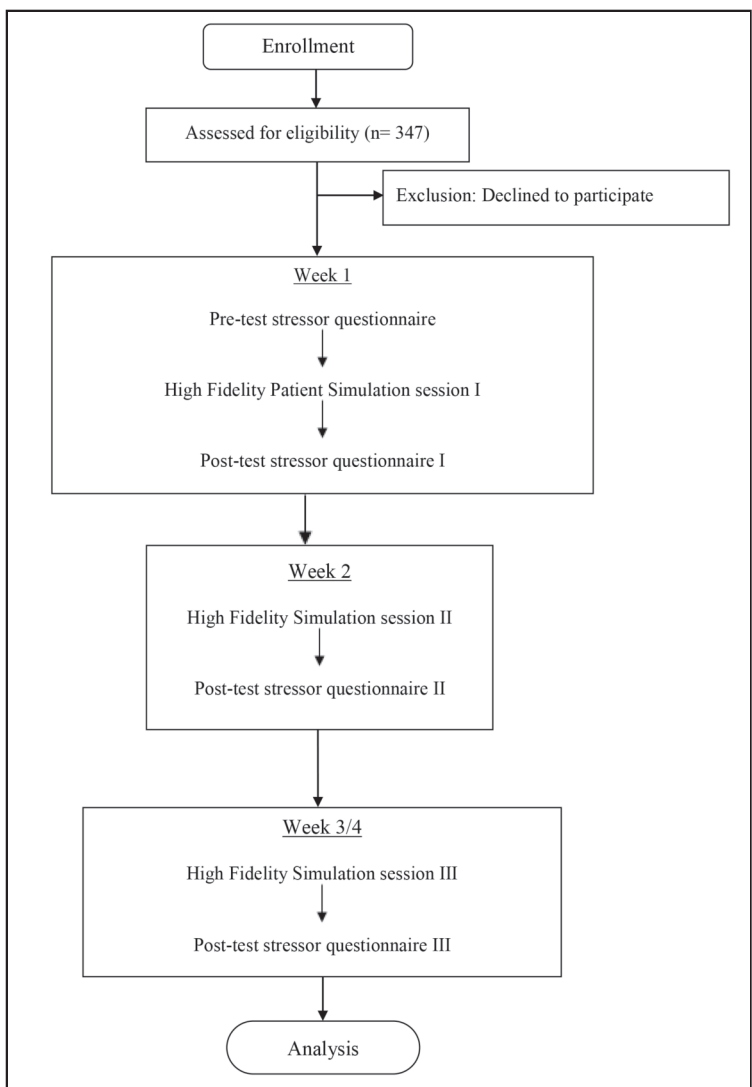 Enrollment
Assessed for eligibility (n= 347)
Exclusion: Declined to participate
Week 1
Pre-test stressor questionnaire
High Fidelity Patient Simulation session I
Post-test stressor questionnaire I
Week 2
High Fidelity Simulation session II
Post-test stressor questionnaire II
Week 3/4
High Fidelity Simulation session III
Post-test stressor questionnaire III
Analysis